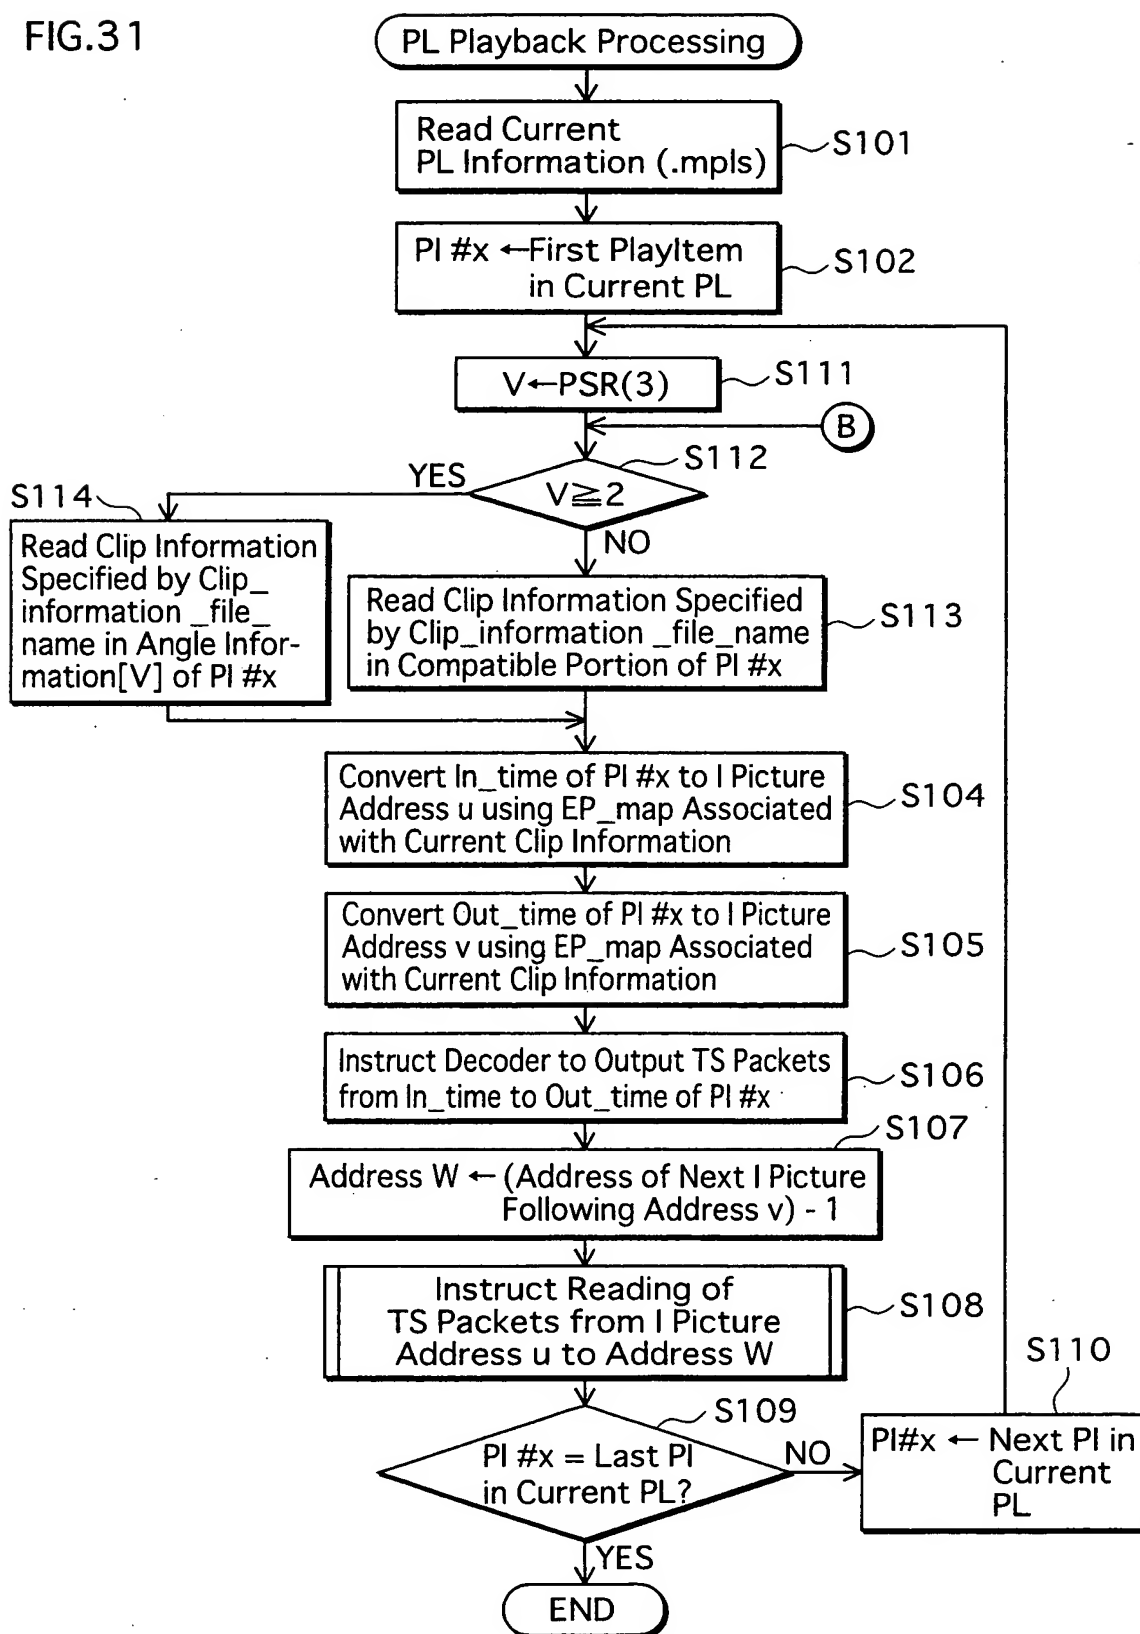 FIG.31
PL Playback Processing
Read Current
PL Information (.mpls)
S101
PI #x ←First PlayItem
in Current PL
S102
V←PSR(3)
S111
B
S112
YES
V≧2
NO
S114
Read Clip Information
Specified by Clip_
information _file_
name in Angle Infor-
mation[V] of PI #x
Read Clip Information Specified
by Clip_information _file_name
in Compatible Portion of PI #x
S113
Convert In_time of PI #x to I Picture
Address u using EP_map Associated
with Current Clip Information
S104
Convert Out_time of PI #x to I Picture
Address v using EP_map Associated
with Current Clip Information
S105
Instruct Decoder to Output TS Packets
from In_time to Out_time of PI #x
S106
S107
Address W ← (Address of Next I Picture
Following Address v) - 1
Instruct Reading of
TS Packets from I Picture
Address u to Address W
S108
S109
PI #x = Last PI
in Current PL?
NO
S110
PI#x ← Next PI in
Current
PL
YES
END